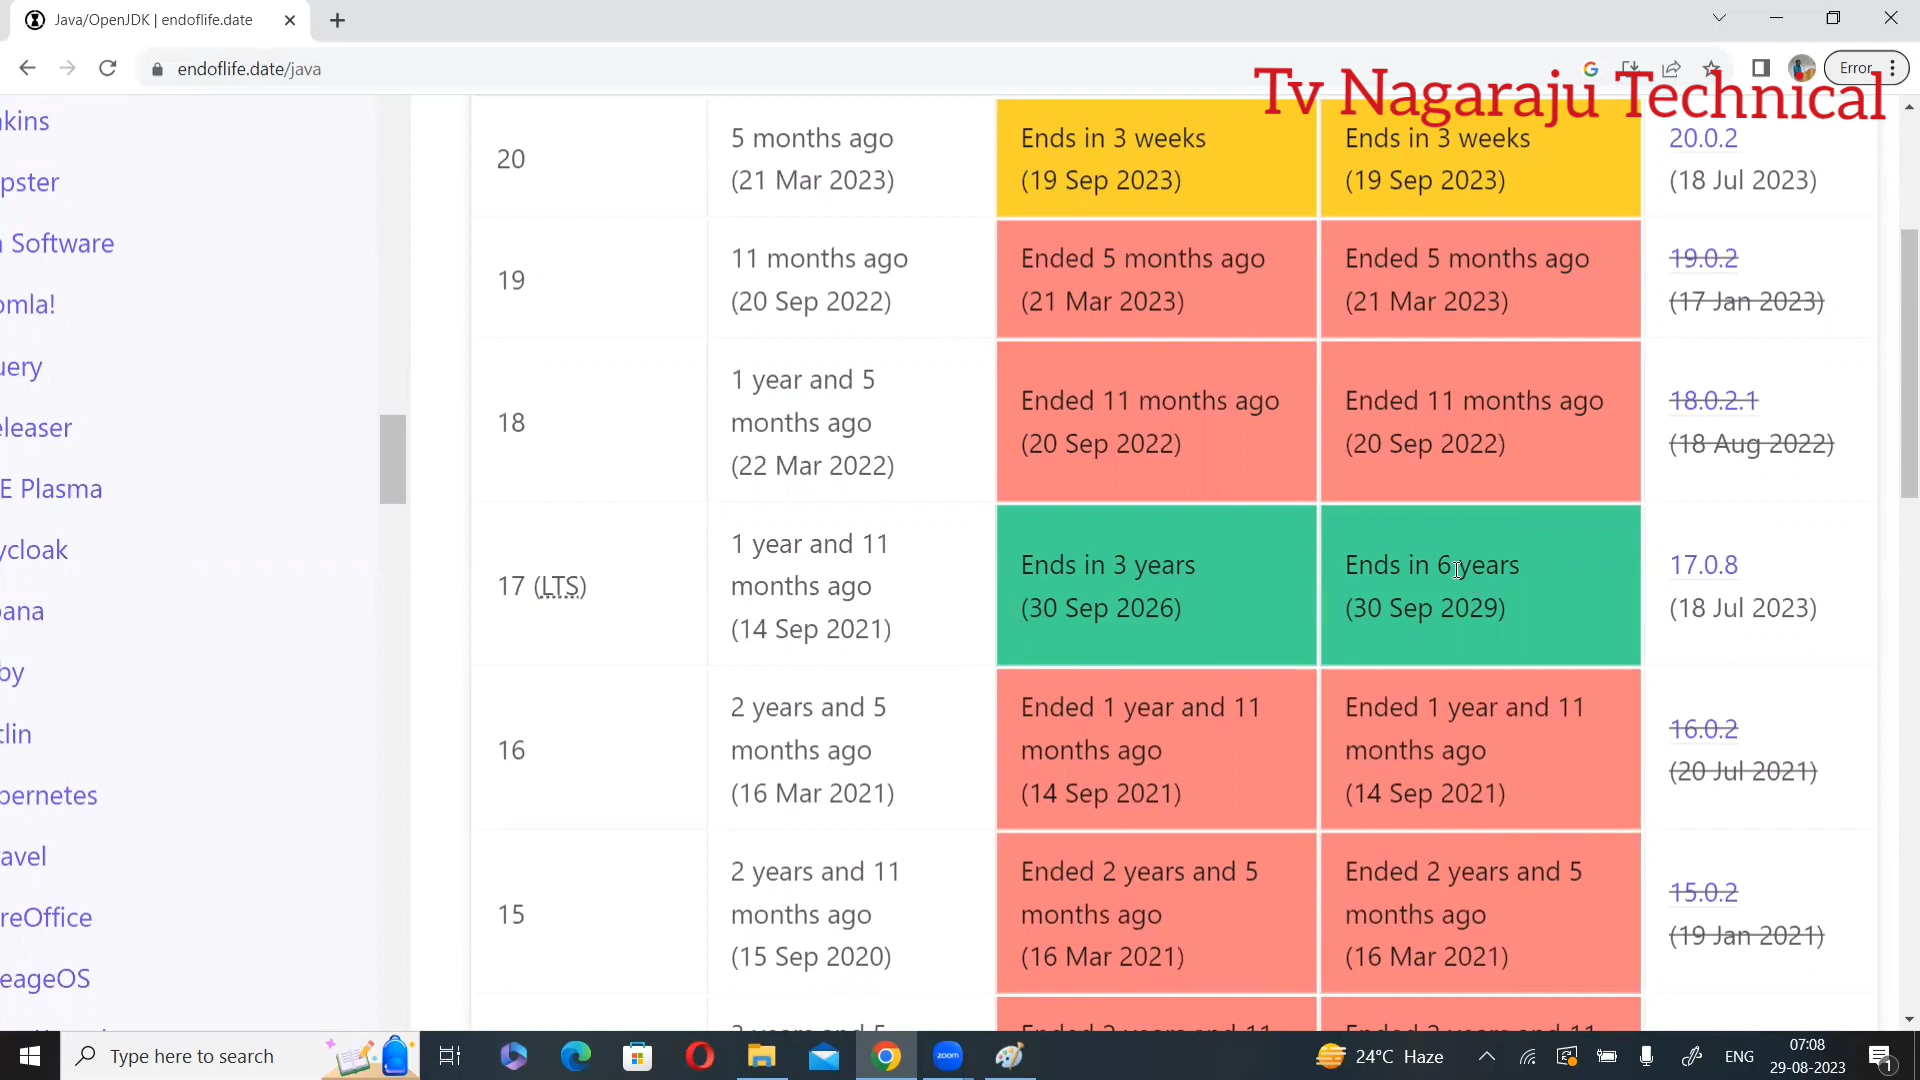 Java/OpenJDK | endoflife.date
endoflife.date/java
Error
Tv Nagaraju Technical
kins
pster
Software
omla!
uery
eleaser
E Plasma
ycloak
ana
by
tlin
bernetes
avel
reOffice
eageOS
20
5 months ago
(21 Mar 2023)
Ends in 3 weeks
(19 Sep 2023)
Ends in 3 weeks
(19 Sep 2023)
20.0.2
(18 Jul 2023)
19
11 months ago
(20 Sep 2022)
Ended 5 months ago
(21 Mar 2023)
Ended 5 months ago
(21 Mar 2023)
19.0.2
(17 Jan 2023)
18
1 year and 5
months ago
(22 Mar 2022)
Ended 11 months ago
(20 Sep 2022)
Ended 11 months ago
(20 Sep 2022)
18.0.2.1
(18 Aug 2022)
17 (LTS)
1 year and 11
months ago
(14 Sep 2021)
Ends in 3 years
(30 Sep 2026)
Ends in 6 years
(30 Sep 2029)
17.0.8
(18 Jul 2023)
16
2 years and 5
months ago
(16 Mar 2021)
Ended 1 year and 11
months ago
(14 Sep 2021)
Ended 1 year and 11
months ago
(14 Sep 2021)
16.0.2
(20 Jul 2021)
15
2 years and 11
months ago
(15 Sep 2020)
Ended 2 years and 5
months ago
(16 Mar 2021)
Ended 2 years and 5
months ago
(16 Mar 2021)
15.0.2
(19 Jan 2021)
Type here to search
zoom
24°C Haze
ENG
07:08
29-08-2023
1